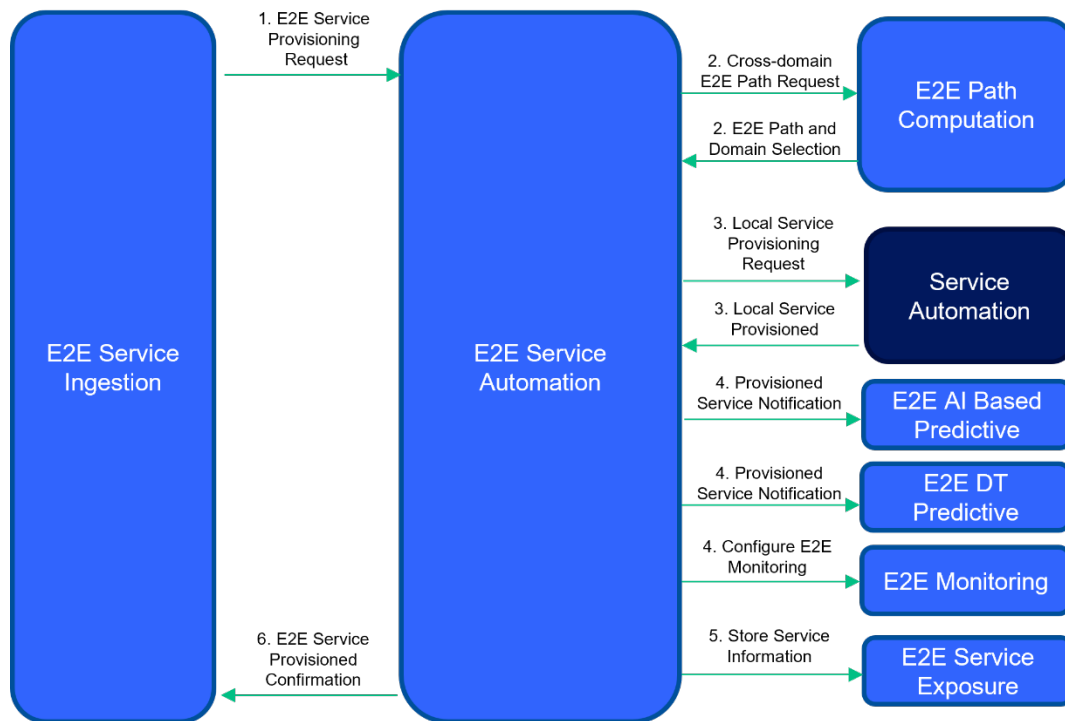 1. E2E Service
Provisioning
Request
2. Cross-domain
E2E Path Request
E2E Path
Computation
2. E2E Path and
Domain Selection
3. Local Service
Provisioning
Request
Service
Automation
3. Local Service
Provisioned
E2E Service
Ingestion
E2E Service
Automation
4. Provisioned
Service Notification
E2E AI Based
Predictive
4. Provisioned
Service Notification
E2E DT
Predictive
4. Configure E2E
Monitoring
E2E Monitoring
6. E2E Service
Provisioned
Confirmation
5. Store Service
Information
E2E Service
Exposure